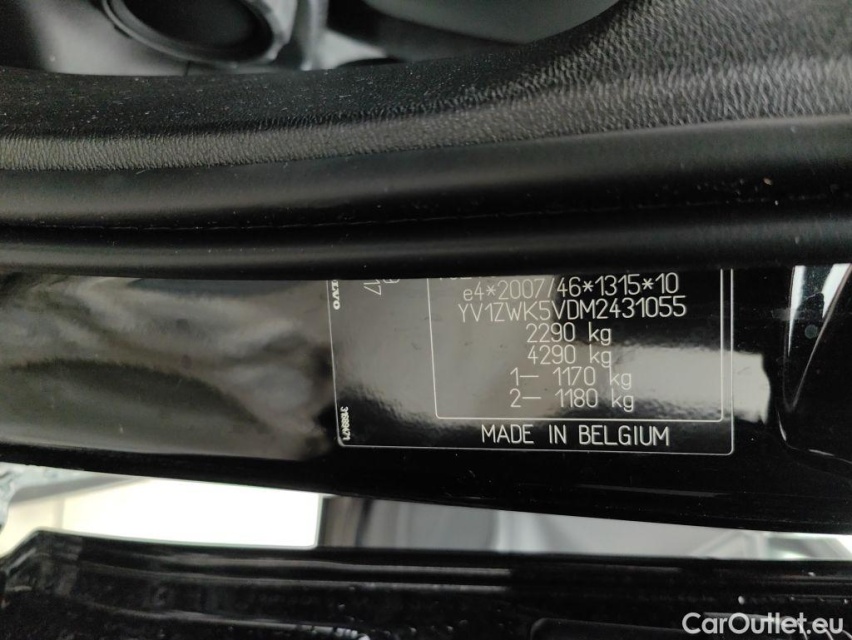 e4*2007/46*1315*10
YV1ZWK5VDM2431055
2290 kg
4290 kg
1– 1170 kg
2– 1180 kg
MADE IN BELGIUM
CarOutlet.eu